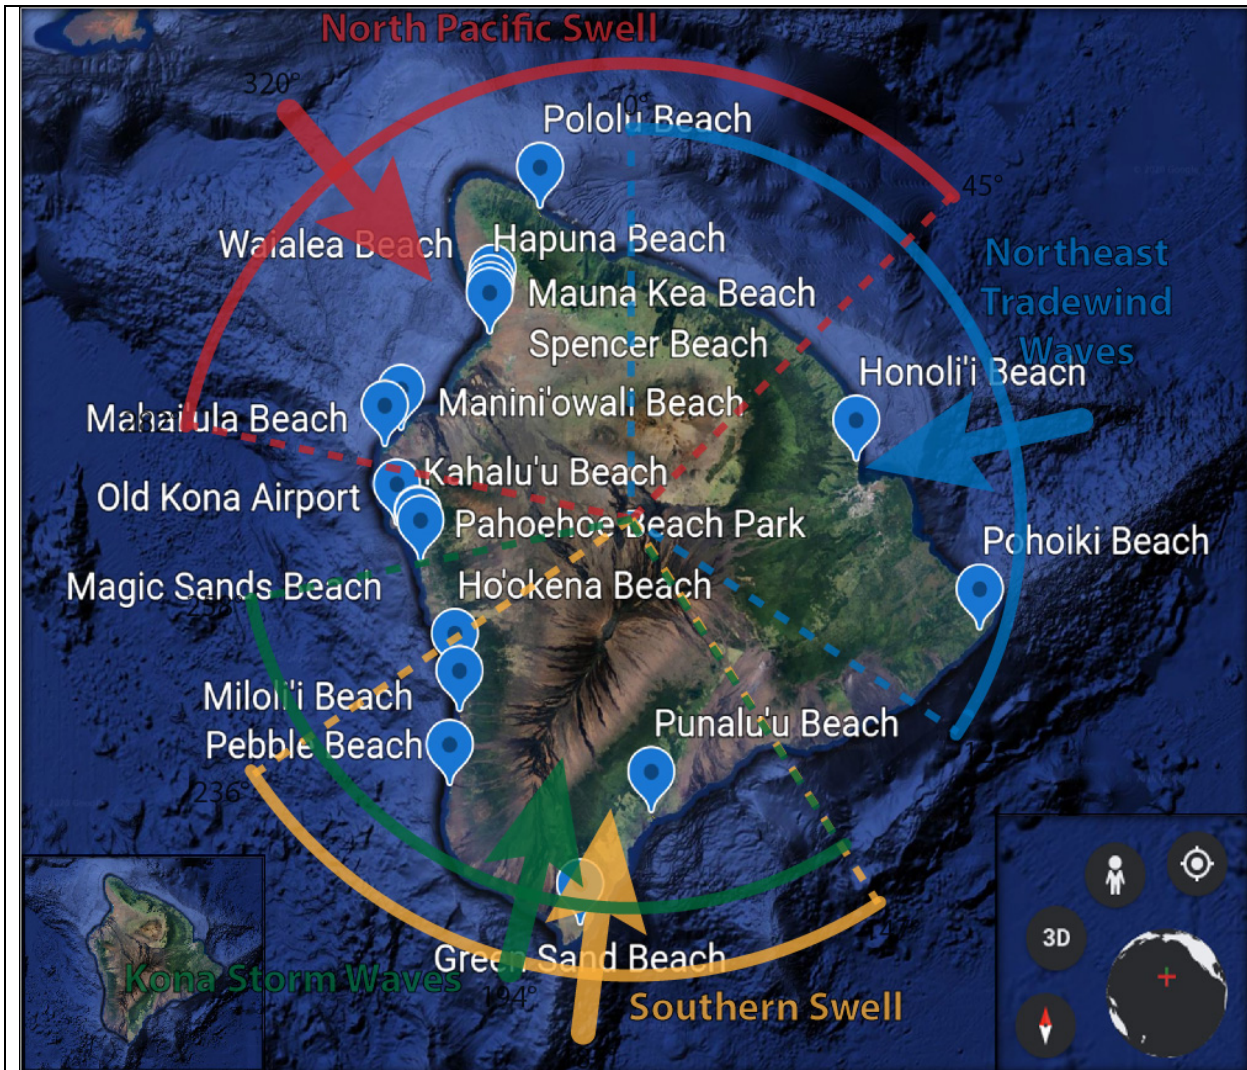 North Pacific Swell
320°
0°
Pololu Beach
45°
Waialea Beach
Hapuna Beach
Northeast
Tradewind
Waves
Mauna Kea Beach
Spencer Beach
Honoli'i Beach
Mahai'ula Beach
282°
Manini'owali Beach
Kahalu'u Beach
Old Kona Airport
Pahoehoe Beach Park
Pohoiki Beach
Magic Sands Beach
Ho'okena Beach
Miloli'i Beach
Punalu'u Beach
Pebble Beach
236°
3D
Green Sand Beach
Kona Storm Waves
194°
Southern Swell